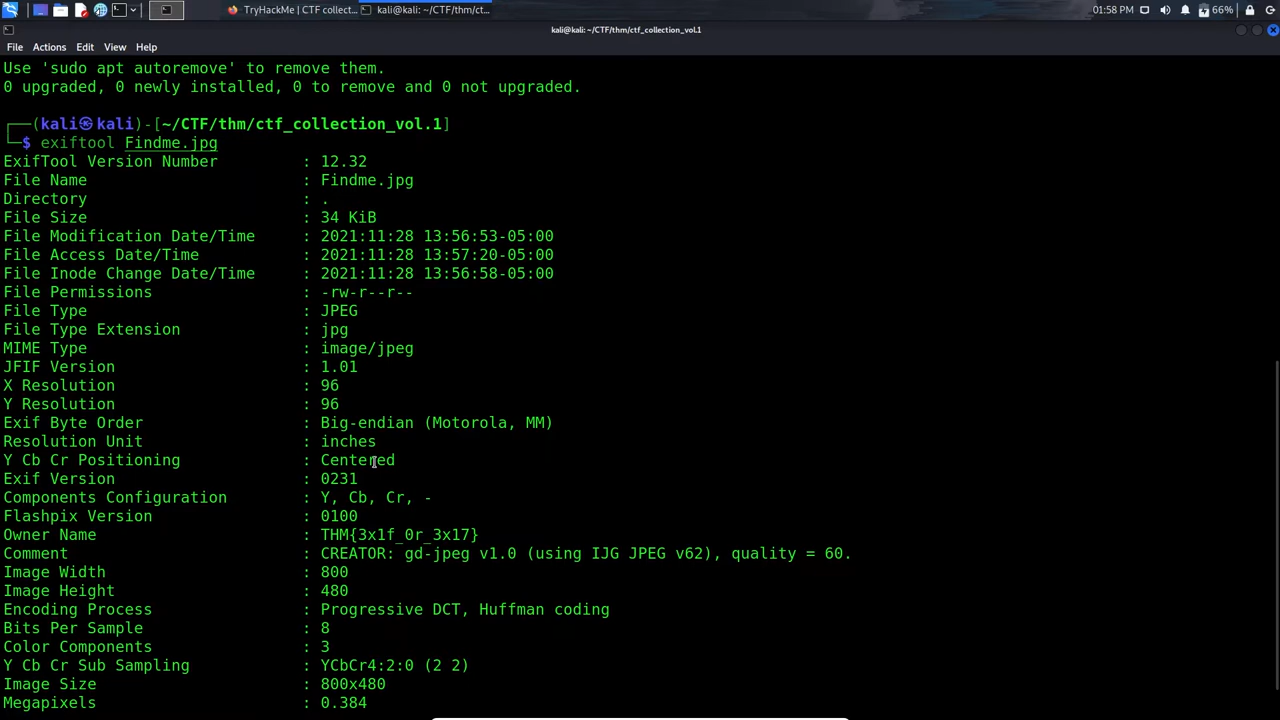 TryHackMe | CTF collect...
kali@kali: ~/CTF/thm/ct...
01:58 PM
66%
kali@kali: ~/CTF/thm/ctf_collection_vol.1
File Actions Edit View Help
Use 'sudo apt autoremove' to remove them.
0 upgraded, 0 newly installed, 0 to remove and 0 not upgraded.
┌──(kali㉿kali)-[~/CTF/thm/ctf_collection_vol.1]
└─$ exiftool Findme.jpg
ExifTool Version Number : 12.32
File Name : Findme.jpg
Directory : .
File Size : 34 KiB
File Modification Date/Time : 2021:11:28 13:56:53-05:00
File Access Date/Time : 2021:11:28 13:57:20-05:00
File Inode Change Date/Time : 2021:11:28 13:56:58-05:00
File Permissions : -rw-r--r--
File Type : JPEG
File Type Extension : jpg
MIME Type : image/jpeg
JFIF Version : 1.01
X Resolution : 96
Y Resolution : 96
Exif Byte Order : Big-endian (Motorola, MM)
Resolution Unit : inches
Y Cb Cr Positioning : Centered
Exif Version : 0231
Components Configuration : Y, Cb, Cr, -
Flashpix Version : 0100
Owner Name : THM{3x1f_0r_3x17}
Comment : CREATOR: gd-jpeg v1.0 (using IJG JPEG v62), quality = 60.
Image Width : 800
Image Height : 480
Encoding Process : Progressive DCT, Huffman coding
Bits Per Sample : 8
Color Components : 3
Y Cb Cr Sub Sampling : YCbCr4:2:0 (2 2)
Image Size : 800x480
Megapixels : 0.384